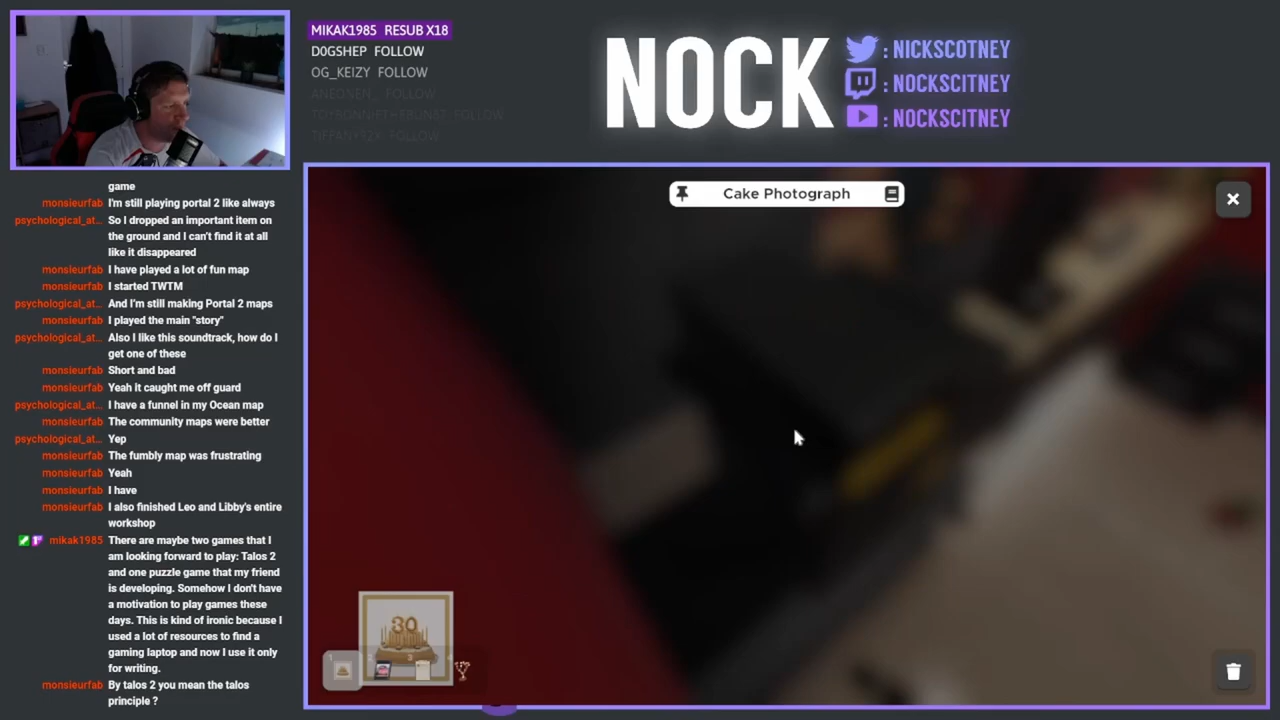 MIKAK1985 RESUB X18
D0GSHEP FOLLOW
OG_KEIZY FOLLOW
NOCK
: NICKSCOTNEY
: NOCKSCITNEY
: NOCKSCITNEY
game
monsieurfab I'm still playing portal 2 like always
psychological_at... So I dropped an important item on
the ground and I can't find it at all
like it disappeared
monsieurfab I have played a lot of fun map
monsieurfab I started TWTM
psychological_at... And I'm still making Portal 2 maps
monsieurfab I played the main "story"
psychological_at... Also I like this soundtrack, how do I
get one of these
monsieurfab Short and bad
monsieurfab Yeah it caught me off guard
psychological_at... I have a funnel in my Ocean map
monsieurfab The community maps were better
psychological_at... Yep
monsieurfab The fumbly map was frustrating
monsieurfab Yeah
monsieurfab I have
monsieurfab I also finished Leo and Libby's entire
workshop
mikak1985 There are maybe two games that I
am looking forward to play: Talos 2
and one puzzle game that my friend
is developing. Somehow I don't have
a motivation to play games these
days. This is kind of ironic because I
used a lot of resources to find a
gaming laptop and now I use it only
for writing.
monsieurfab By talos 2 you mean the talos
principle ?
Cake Photograph
30
1
3